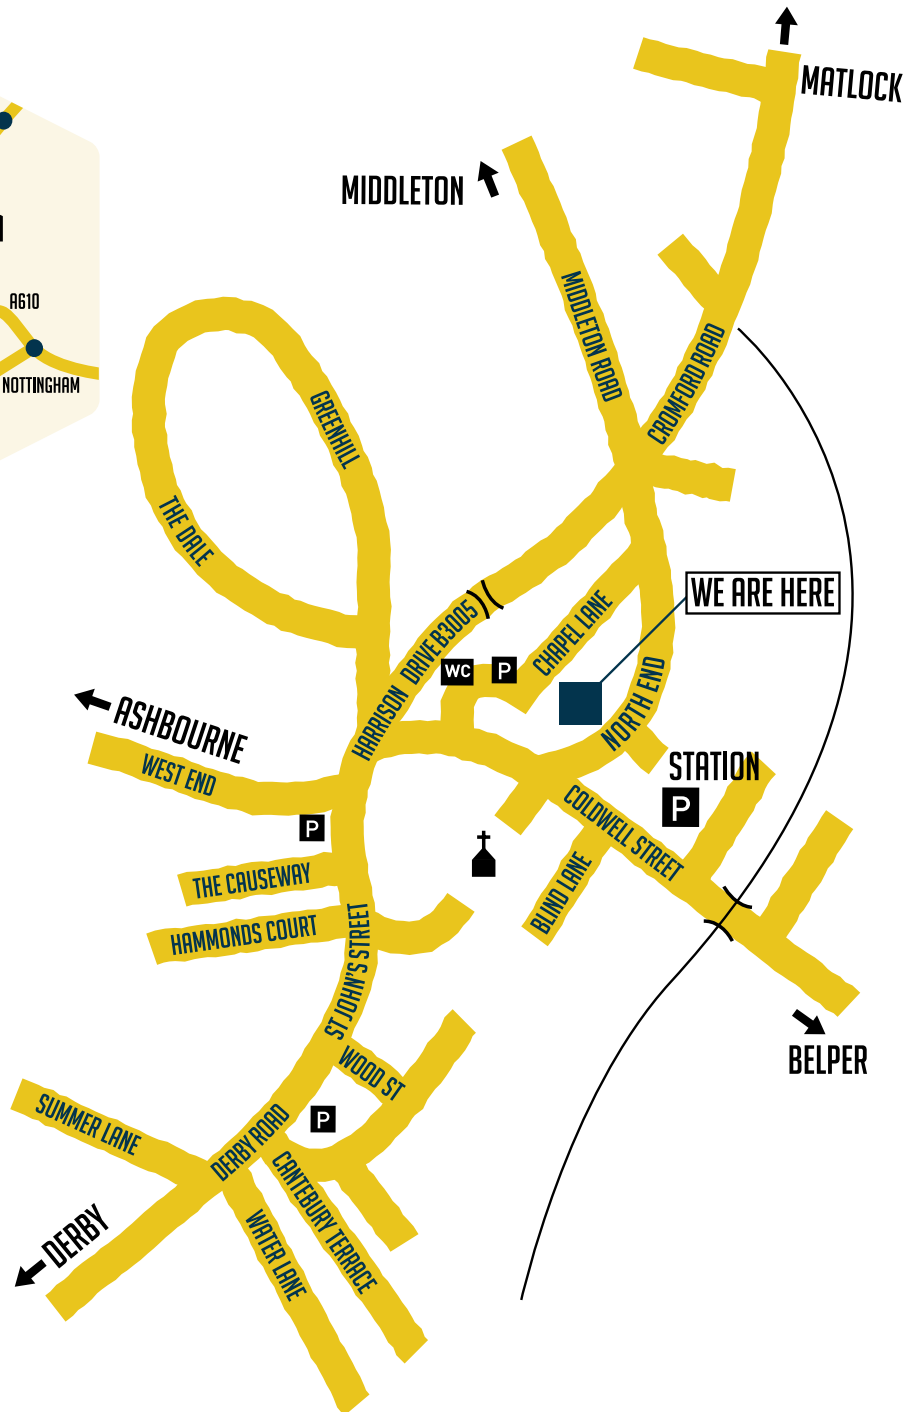 MATLOCK
MIDDLETON
A610
NOTTINGHAM
MIDDLETON ROAD
CROMFORD ROAD
GREENHILL
THE DALE
WE ARE HERE
HARRISON DRIVE B3005
CHAPEL LANE
WC
P
NORTH END
ASHBOURNE
WEST END
STATION
P
COLDWELL STREET
P
THE CAUSEWAY
BLIND LANE
HAMMONDS COURT
ST JOHN'S STREET
BELPER
WOOD ST
P
SUMMER LANE
DERBY ROAD
CANTEBURY TERRACE
WATER LANE
DERBY